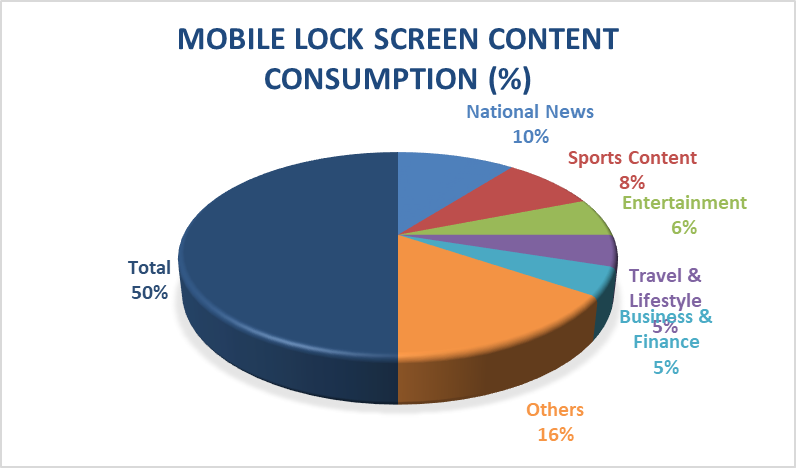 MOBILE LOCK SCREEN CONTENT
CONSUMPTION (%)
National News
10%
Sports Content
8%
Entertainment
6%
Travel &
Lifestyle
5%
Business &
Finance
5%
Others
16%
Total
50%